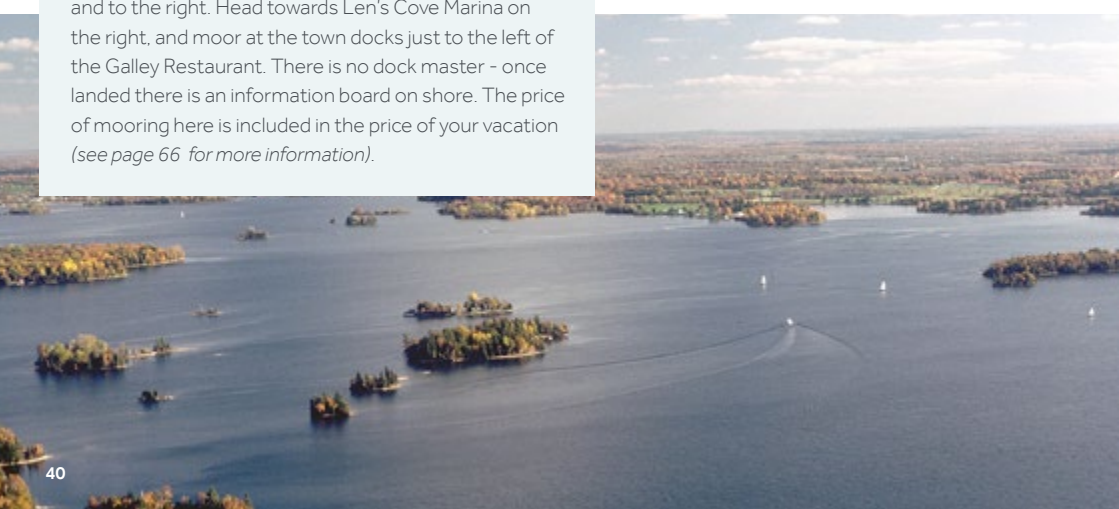 and to the right. Head towards Len's Cove Marina on
the right, and moor at the town docks just to the left of
the Galley Restaurant. There is no dock master - once
landed there is an information board on shore. The price
of mooring here is included in the price of your vacation
(see page 66 for more information).
40